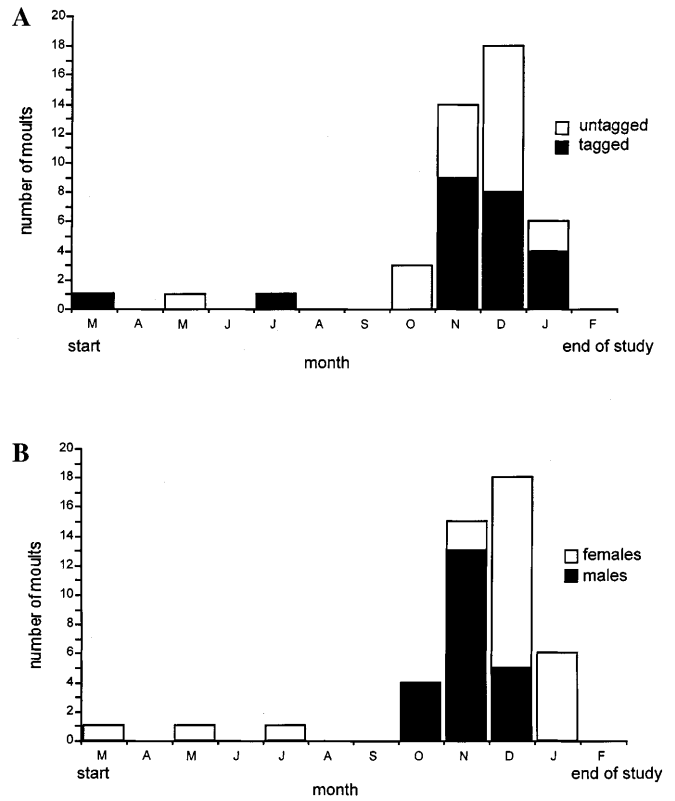 A
20
18
16
14
12
10
8
6
4
2
0
number of moults
untagged
tagged
M A M J J A S O N D J F
start end of study
month
B
20
18
16
14
12
10
8
6
4
2
0
number of moults
females
males
M A M J J A S O N D J F
start end of study
month